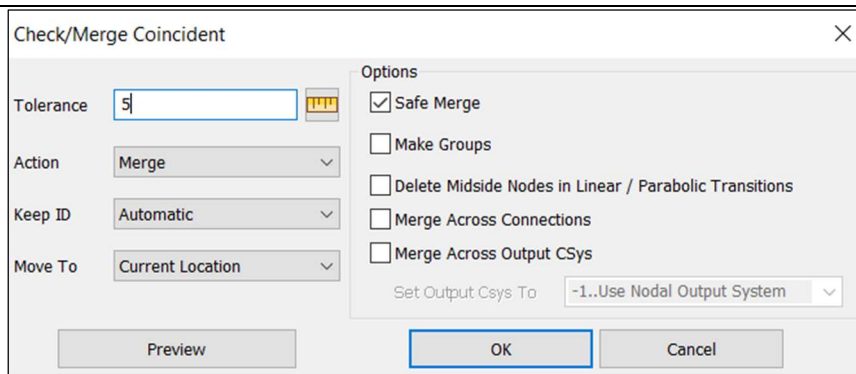 Check/Merge Coincident
Tolerance
5
Action
Merge
Keep ID
Automatic
Move To
Current Location
Options
Safe Merge
Make Groups
Delete Midside Nodes in Linear / Parabolic Transitions
Merge Across Connections
Merge Across Output CSys
Set Output Csys To
-1..Use Nodal Output System
Preview
OK
Cancel